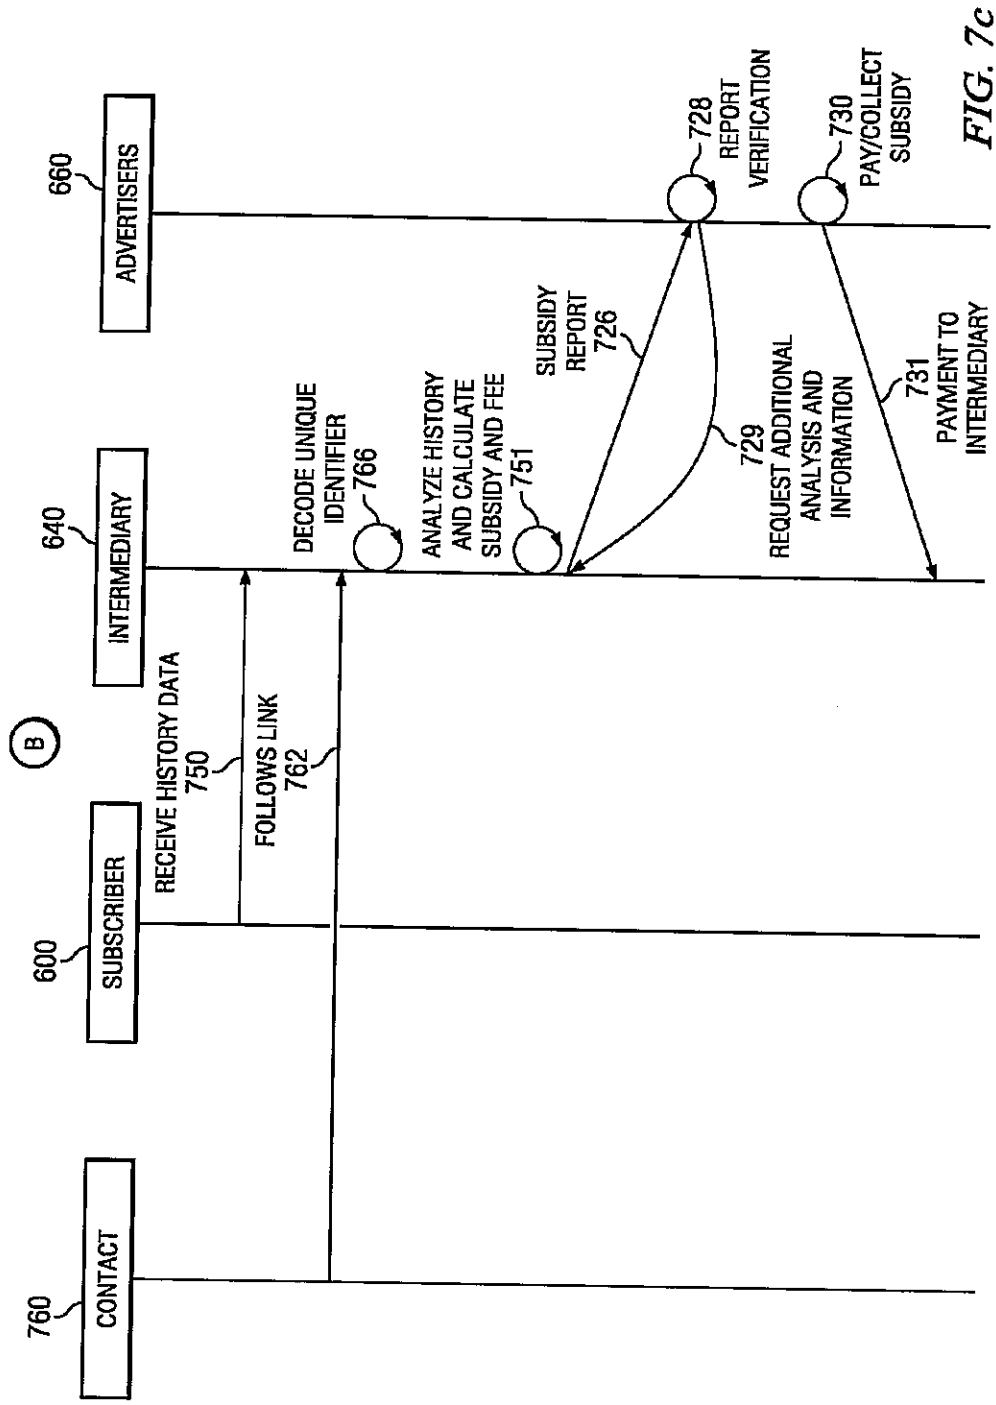 B
760
CONTACT
600
SUBSCRIBER
640
INTERMEDIARY
660
ADVERTISERS
RECEIVE HISTORY DATA
750
FOLLOWS LINK
762
DECODE UNIQUE
IDENTIFIER
766
ANALYZE HISTORY
AND CALCULATE
SUBSIDY AND FEE
751
SUBSIDY
REPORT
726
728
REPORT
VERIFICATION
729
REQUEST ADDITIONAL
ANALYSIS AND
INFORMATION
730
PAY/COLLECT
SUBSIDY
731
PAYMENT TO
INTERMEDIARY
FIG. 7c